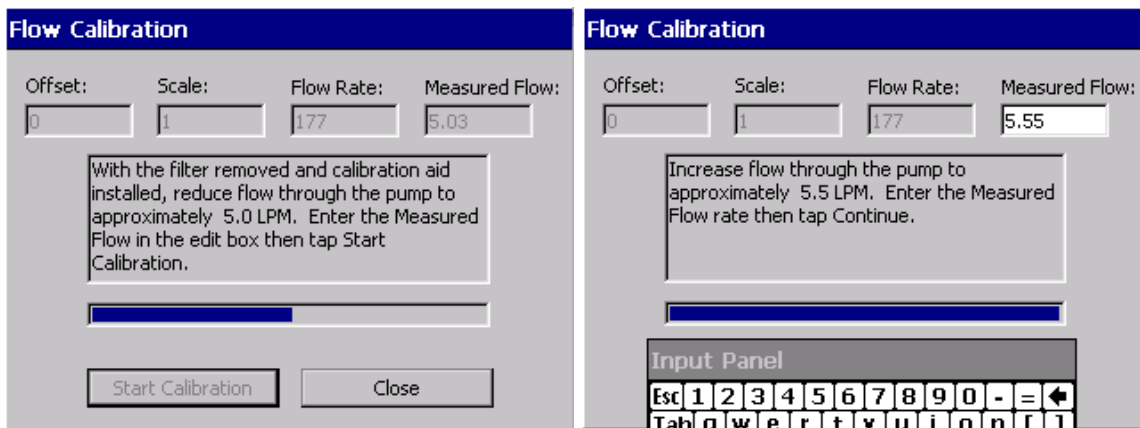 Flow Calibration
Offset: Scale: Flow Rate: Measured Flow:
0 1 177 5.03
With the filter removed and calibration aid
installed, reduce flow through the pump to
approximately 5.0 LPM. Enter the Measured
Flow in the edit box then tap Start
Calibration.
Start Calibration Close
Flow Calibration
Offset: Scale: Flow Rate: Measured Flow:
0 1 177 5.55
Increase flow through the pump to
approximately 5.5 LPM. Enter the Measured
Flow rate then tap Continue.
Input Panel
Esc 1 2 3 4 5 6 7 8 9 0 - =
Tab q w e r t y u i o p [ ]